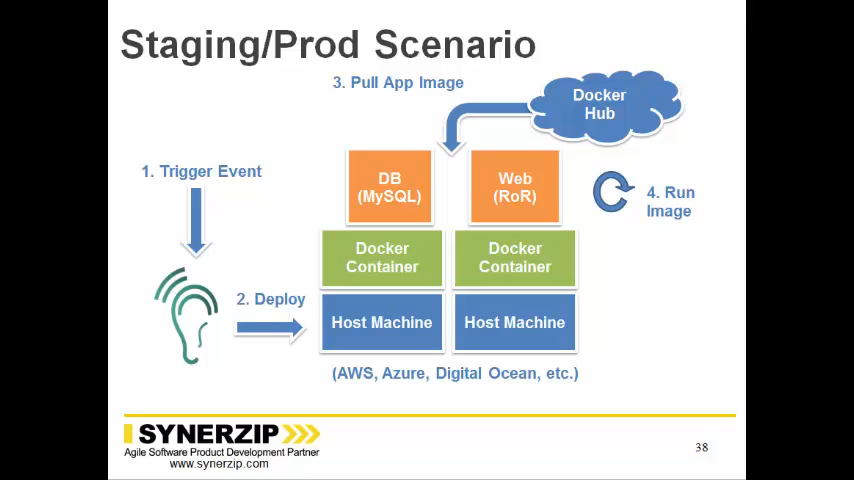 Staging/Prod Scenario
3. Pull App Image
Docker
Hub
1. Trigger Event
DB
(MySQL)
Web
(RoR)
4. Run
Image
Docker
Container
Docker
Container
2. Deploy
Host Machine
Host Machine
(AWS, Azure, Digital Ocean, etc.)
SYNERZIP
Agile Software Product Development Partner
www.synerzip.com
38